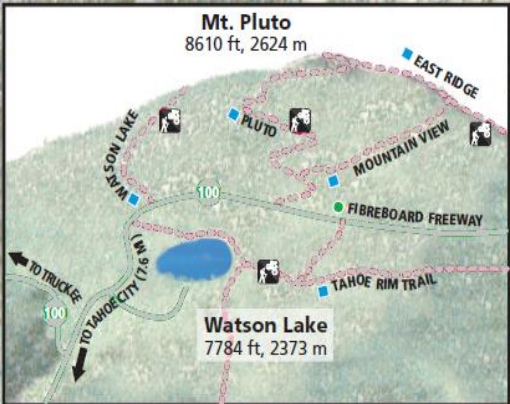 Mt. Pluto
8610 ft, 2624 m
EAST RIDGE
PLUTO
MOUNTAIN VIEW
WATSON LAKE
100
FIBREBOARD FREEWAY
TO TRUCKEE
TO TAHOE CITY (7.6 M)
100
TAHOE RIM TRAIL
Watson Lake
7784 ft, 2373 m